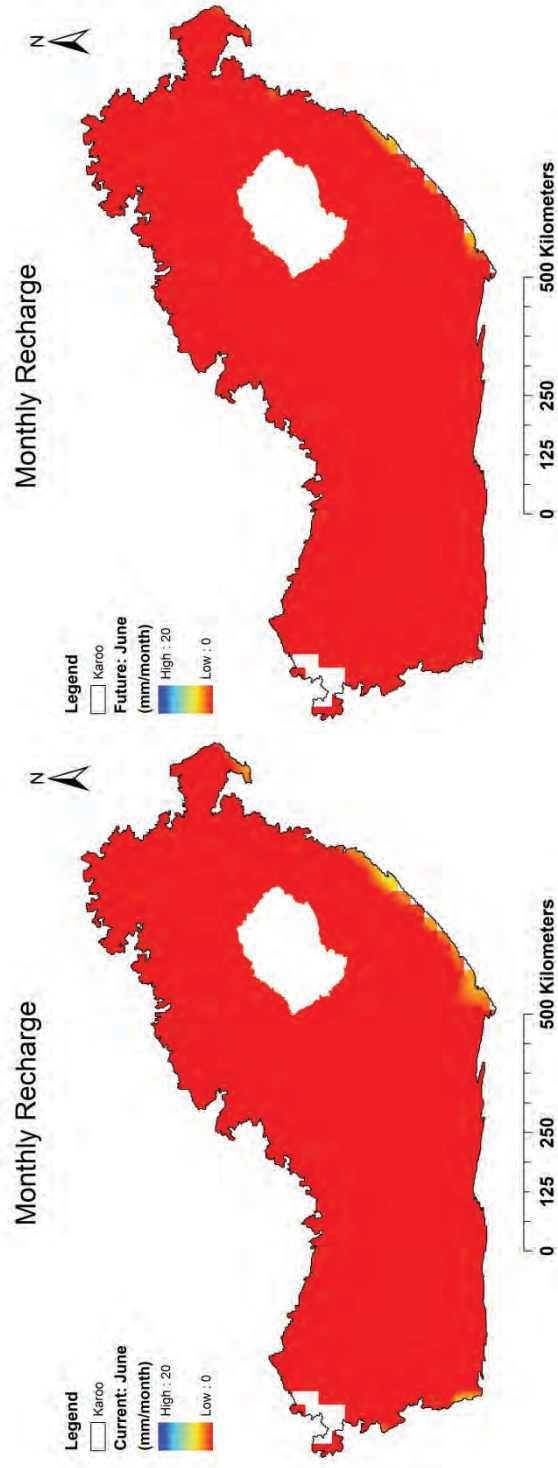 Monthly Recharge
N
Legend
Karoo
Current: June
(mm/month)
High : 20
Low : 0
0 125 250 500 Kilometers
Monthly Recharge
N
Legend
Karoo
Future: June
(mm/month)
High : 20
Low : 0
0 125 250 500 Kilometers